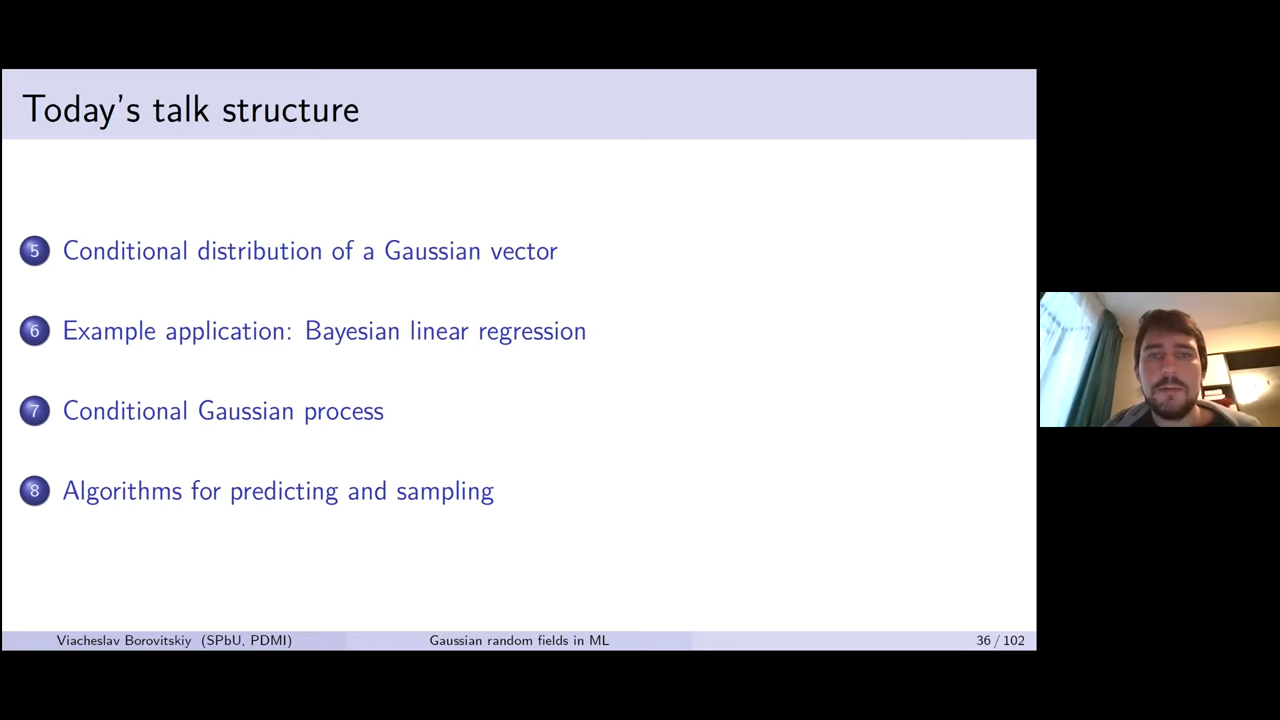 Today's talk structure
5 Conditional distribution of a Gaussian vector
6 Example application: Bayesian linear regression
7 Conditional Gaussian process
8 Algorithms for predicting and sampling
Viacheslav Borovitskiy (SPbU, PDMI) Gaussian random fields in ML 36 / 102